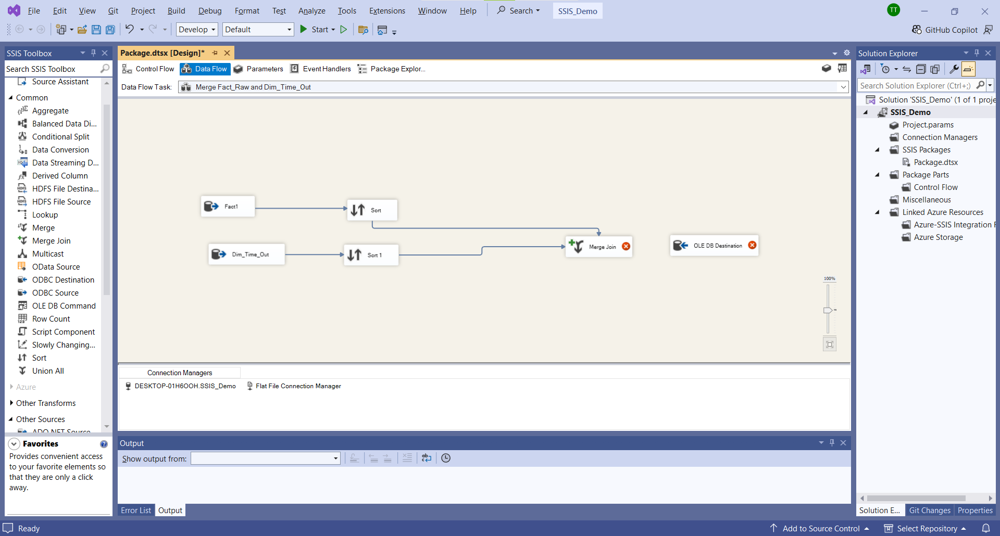 File Edit View Git Project Build Debug Format Test Analyze Tools Extensions Window Help Search SSIS_Demo TT
Develop Default Start GitHub Copilot
SSIS Toolbox
Search SSIS Toolbox
Source Assistant
Common
Aggregate
Balanced Data Di...
Conditional Split
Data Conversion
Data Streaming D...
Derived Column
HDFS File Destina...
HDFS File Source
Lookup
Merge
Merge Join
Multicast
OData Source
ODBC Destination
ODBC Source
OLE DB Command
Row Count
Script Component
Slowly Changing...
Sort
Union All
Azure
Other Transforms
Other Sources
ADO NET Source
Favorites
Provides convenient access
to your favorite elements so
that they are only a click
away.
Package.dtsx [Design]*
Control Flow Data Flow Parameters Event Handlers Package Explor...
Data Flow Task: Merge Fact_Raw and Dim_Time_Out
Fact1
Sort
Dim_Time_Out
Sort 1
Merge Join
OLE DB Destination
100%
Connection Managers
DESKTOP-01H6OOH.SSIS_Demo Flat File Connection Manager
Output
Show output from:
Error List Output
Solution Explorer
Search Solution Explorer (Ctrl+;)
Solution 'SSIS_Demo' (1 of 1 proje
SSIS_Demo
Project.params
Connection Managers
SSIS Packages
Package.dtsx
Package Parts
Control Flow
Miscellaneous
Linked Azure Resources
Azure-SSIS Integration
Azure Storage
Solution E... Git Changes Properties
Ready Add to Source Control Select Repository